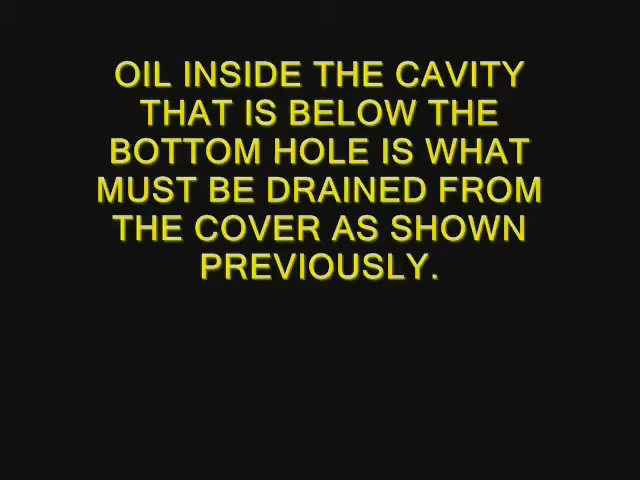 OIL INSIDE THE CAVITY
THAT IS BELOW THE
BOTTOM HOLE IS WHAT
MUST BE DRAINED FROM
THE COVER AS SHOWN
PREVIOUSLY.